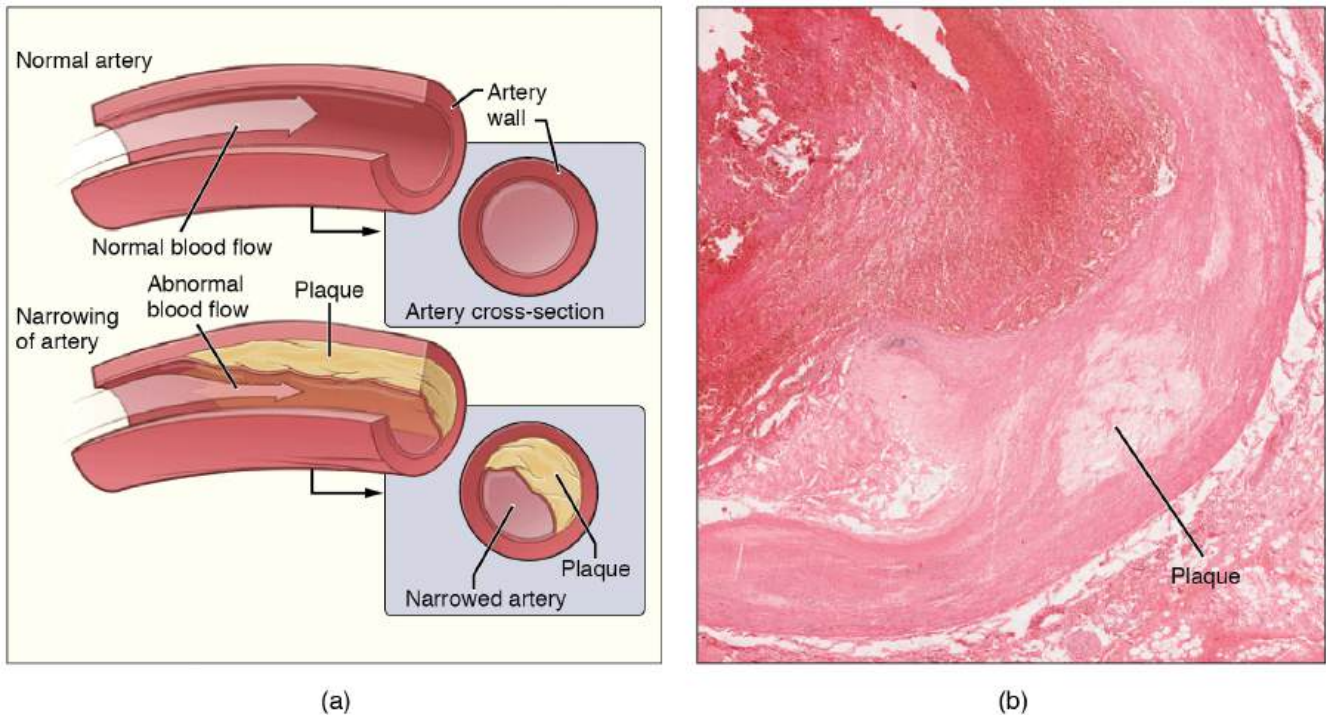 Normal artery
Artery
wall
Normal blood flow
Artery cross-section
Abnormal
blood flow
Plaque
Narrowing
of artery
Plaque
Narrowed artery
Plaque
(a)
(b)